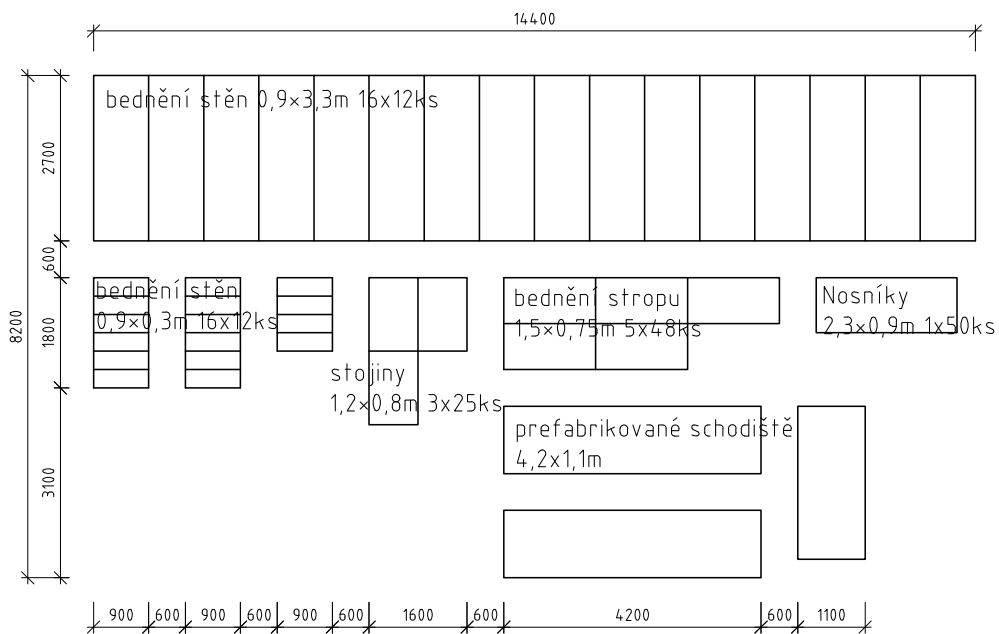 14400
bednění stěn 0,9×3,3m 16x12ks
2700
600
8200
1800
3100
bednění stěn
0,9×0,3m 16x12ks
stojiny
1,2×0,8m 3x25ks
bednění stropu
1,5×0,75m 5x48ks
Nosníky
2,3×0,9m 1x50ks
prefabrikované schodiště
4,2x1,1m
900 600 900 600 900 600 1600 600 4200 600 1100